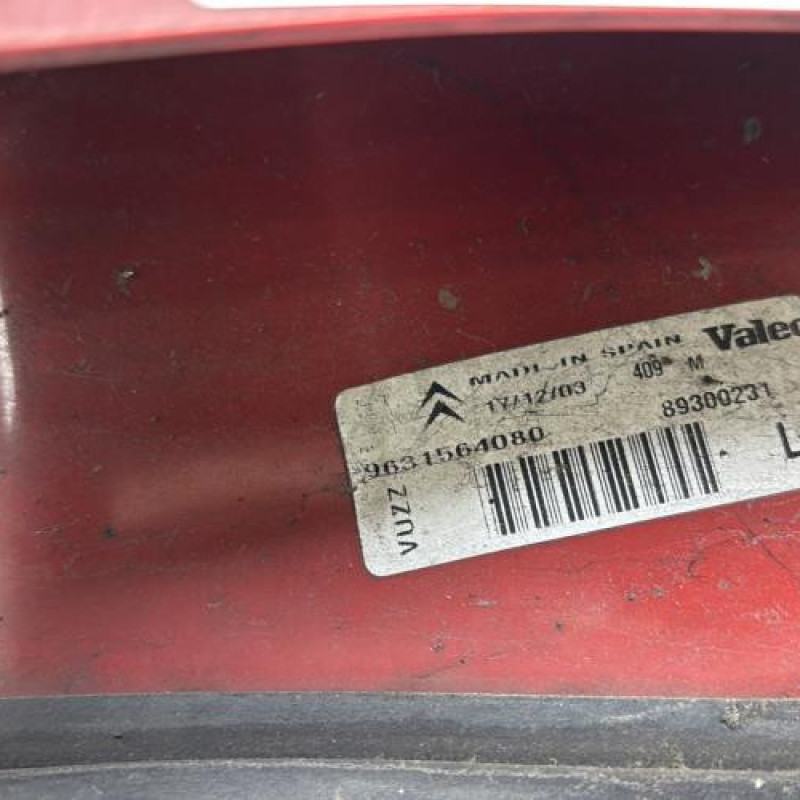 MADE IN SPAIN Valeo
17/12/03 409 M
89300231
9631564080
L
VUZZ